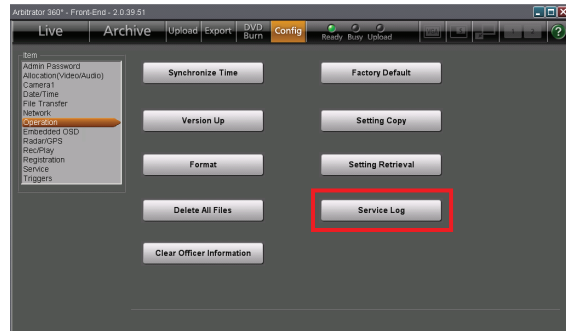 Arbitrator 360° - Front-End - 2.0.39.51
Live Archive Upload Export DVD Burn Config Ready Busy Upload ?
Item
Admin Password
Allocation(Video/Audio)
Camera1
Date/Time
File Transfer
Network
Operation
Embedded OSD
Radar/GPS
Rec/Play
Registration
Service
Triggers
Synchronize Time
Factory Default
Version Up
Setting Copy
Format
Setting Retrieval
Delete All Files
Service Log
Clear Officer Information